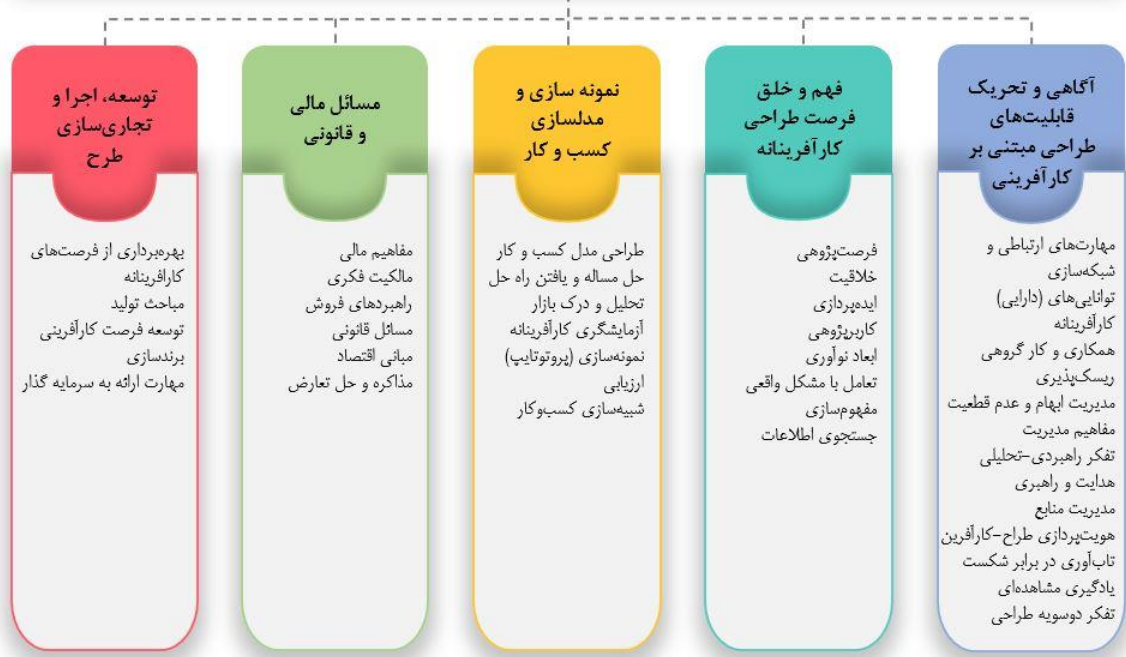 آگاهی و تحریک
قابلیت‌های
طراحی مبتنی بر
کارآفرینی
مهارت‌های ارتباطی و
شبکه‌سازی
توانایی‌های (دارایی)
کارآفرینانه
همکاری و کار گروهی
ریسک‌پذیری
مدیریت ابهام و عدم قطعیت
مفاهیم مدیریت
تفکر راهبردی-تحلیلی
هدایت و راهبری
مدیریت منابع
هویت‌پردازی طراح-کارآفرین
تاب‌آوری در برابر شکست
یادگیری مشاهده‌ای
تفکر دوسویه طراحی
فهم و خلق
فرصت طراحی
کارآفرینانه
فرصت‌پژوهی
خلاقیت
ایده‌پردازی
کاربرپژوهی
ابعاد نوآوری
تعامل با مشکل واقعی
مفهوم‌سازی
جستجوی اطلاعات
نمونه سازی و
مدلسازی
کسب و کار
طراحی مدل کسب و کار
حل مساله و یافتن راه حل
تحلیل و درک بازار
آزمایشگری کارآفرینانه
نمونه‌سازی (پروتوتایپ)
ارزیابی
شبیه‌سازی کسب‌وکار
مسائل مالی
و قانونی
مفاهیم مالی
مالکیت فکری
راهبردهای فروش
مسائل قانونی
مبانی اقتصاد
مذاکره و حل تعارض
توسعه، اجرا و
تجاری‌سازی
طرح
بهره‌برداری از فرصت‌های
کارافرینانه
مباحث تولید
توسعه فرصت کارآفرینی
برندسازی
مهارت ارائه به سرمایه گذار